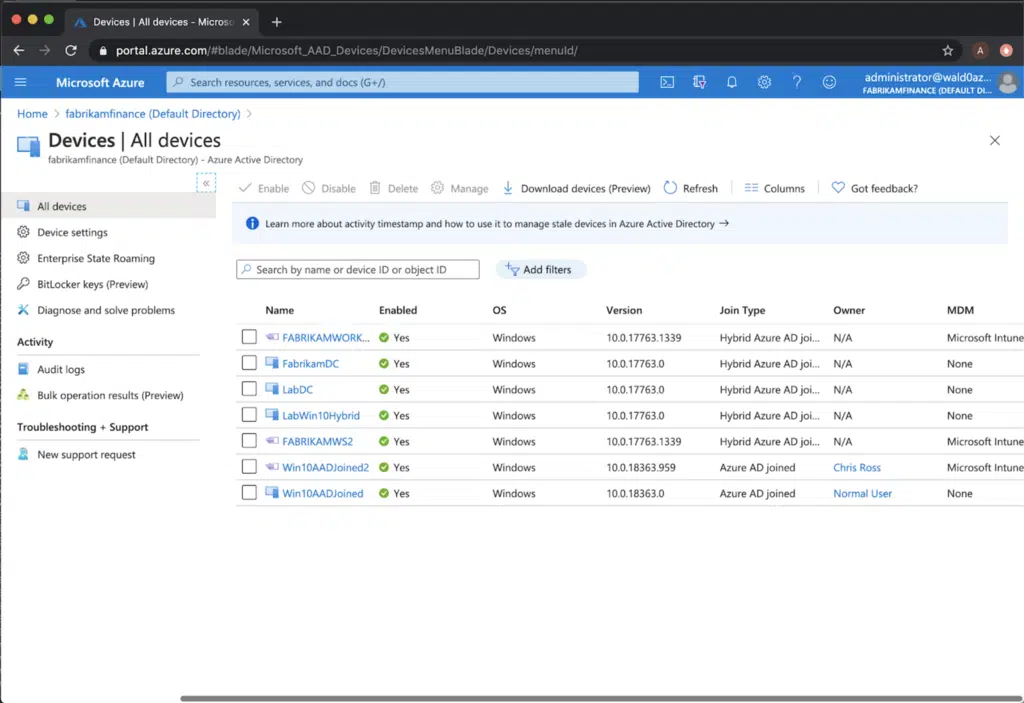 Devices | All devices - Microso
portal.azure.com/#blade/Microsoft_AAD_Devices/DevicesMenuBlade/Devices/menuId/
A
Microsoft Azure
Search resources, services, and docs (G+/)
administrator@wald0az...
FABRIKAMFINANCE (DEFAULT DI...
Home > fabrikamfinance (Default Directory) >
Devices | All devices
fabrikamfinance (Default Directory) - Azure Active Directory
All devices
Device settings
Enterprise State Roaming
BitLocker keys (Preview)
Diagnose and solve problems
Activity
Audit logs
Bulk operation results (Preview)
Troubleshooting + Support
New support request
Enable Disable Delete Manage Download devices (Preview) Refresh Columns Got feedback?
Learn more about activity timestamp and how to use it to manage stale devices in Azure Active Directory →
Search by name or device ID or object ID Add filters
Name Enabled OS Version Join Type Owner MDM
FABRIKAMWORK... Yes Windows 10.0.17763.1339 Hybrid Azure AD joi... N/A Microsoft Intune
FabrikamDC Yes Windows 10.0.17763.0 Hybrid Azure AD joi... N/A None
LabDC Yes Windows 10.0.17763.0 Hybrid Azure AD joi... N/A None
LabWin10Hybrid Yes Windows 10.0.17763.0 Hybrid Azure AD joi... N/A None
FABRIKAMWS2 Yes Windows 10.0.17763.1339 Hybrid Azure AD joi... N/A Microsoft Intune
Win10AADJoined2 Yes Windows 10.0.18363.959 Azure AD joined Chris Ross Microsoft Intune
Win10AADJoined Yes Windows 10.0.18363.0 Azure AD joined Normal User None